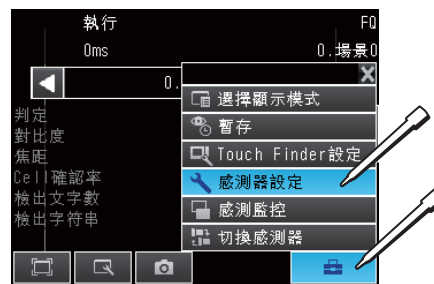 執行
FQ
0ms
0.場景0
0.
選擇顯示模式
暫存
Touch Finder設定
感測器設定
感測監控
切換感測器
判定
對比度
焦距
Cell確認率
檢出文字數
檢出字符串